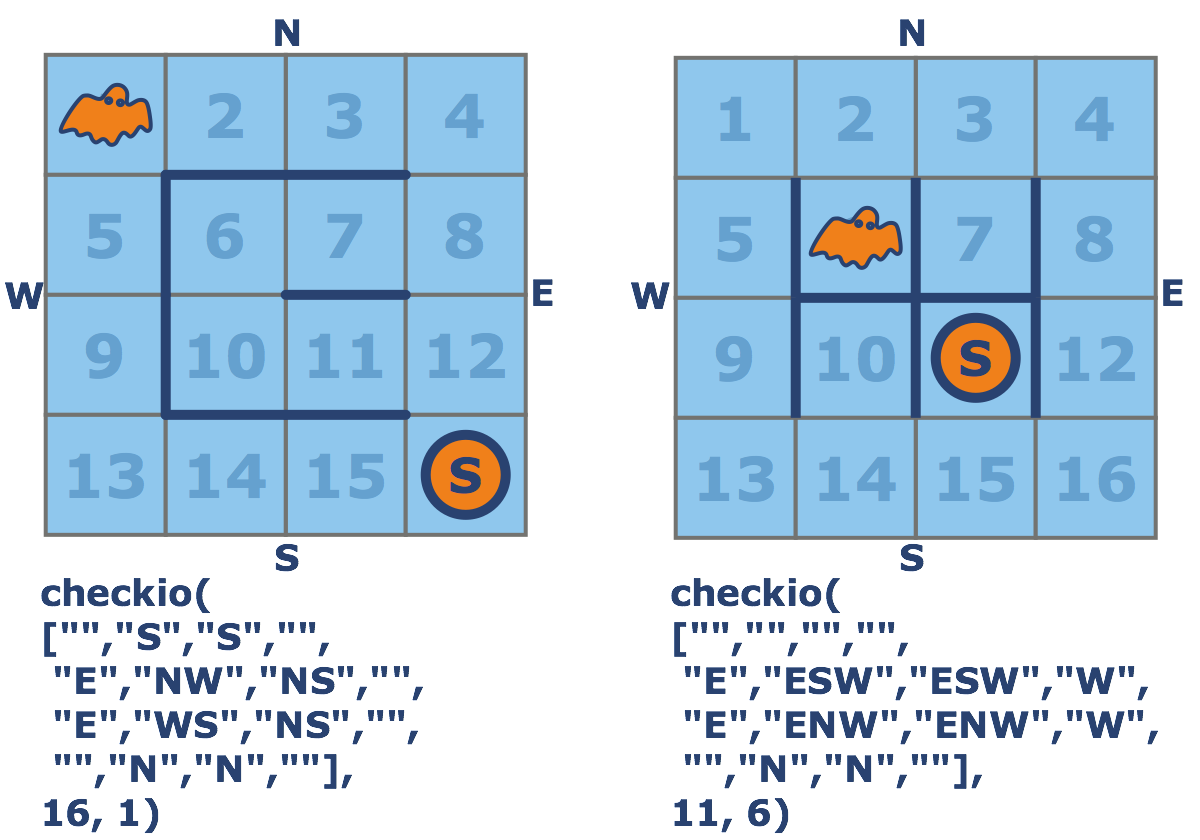 N
2 3 4
5 6 7 8
W E
9 10 11 12
13 14 15 S
S
checkio(
["","S","S","",
"E","NW","NS","",
"E","WS","NS","",
"","N","N",""],
16, 1)
N
1 2 3 4
5 7 8
W E
9 10 S 12
13 14 15 16
S
checkio(
["","","","",
"E","ESW","ESW","W",
"E","ENW","ENW","W",
"","N","N",""],
11, 6)